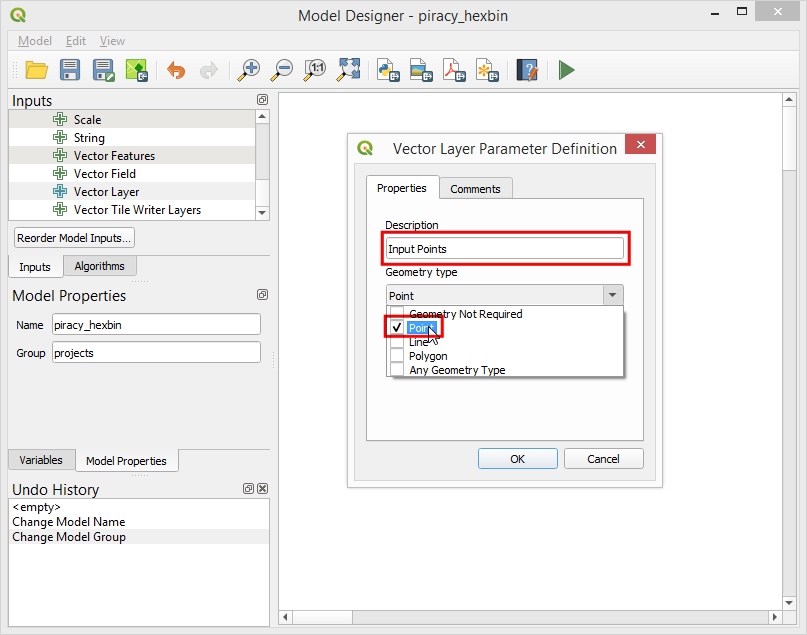 Model Designer - piracy_hexbin
Model Edit View
1:1
Inputs
Scale
String
Vector Features
Vector Field
Vector Layer
Vector Tile Writer Layers
Reorder Model Inputs...
Inputs Algorithms
Model Properties
Name piracy_hexbin
Group projects
Variables Model Properties
Undo History
<empty>
Change Model Name
Change Model Group
Vector Layer Parameter Definition
Properties Comments
Description
Input Points
Geometry type
Point
Geometry Not Required
Point
Line
Polygon
Any Geometry Type
OK Cancel